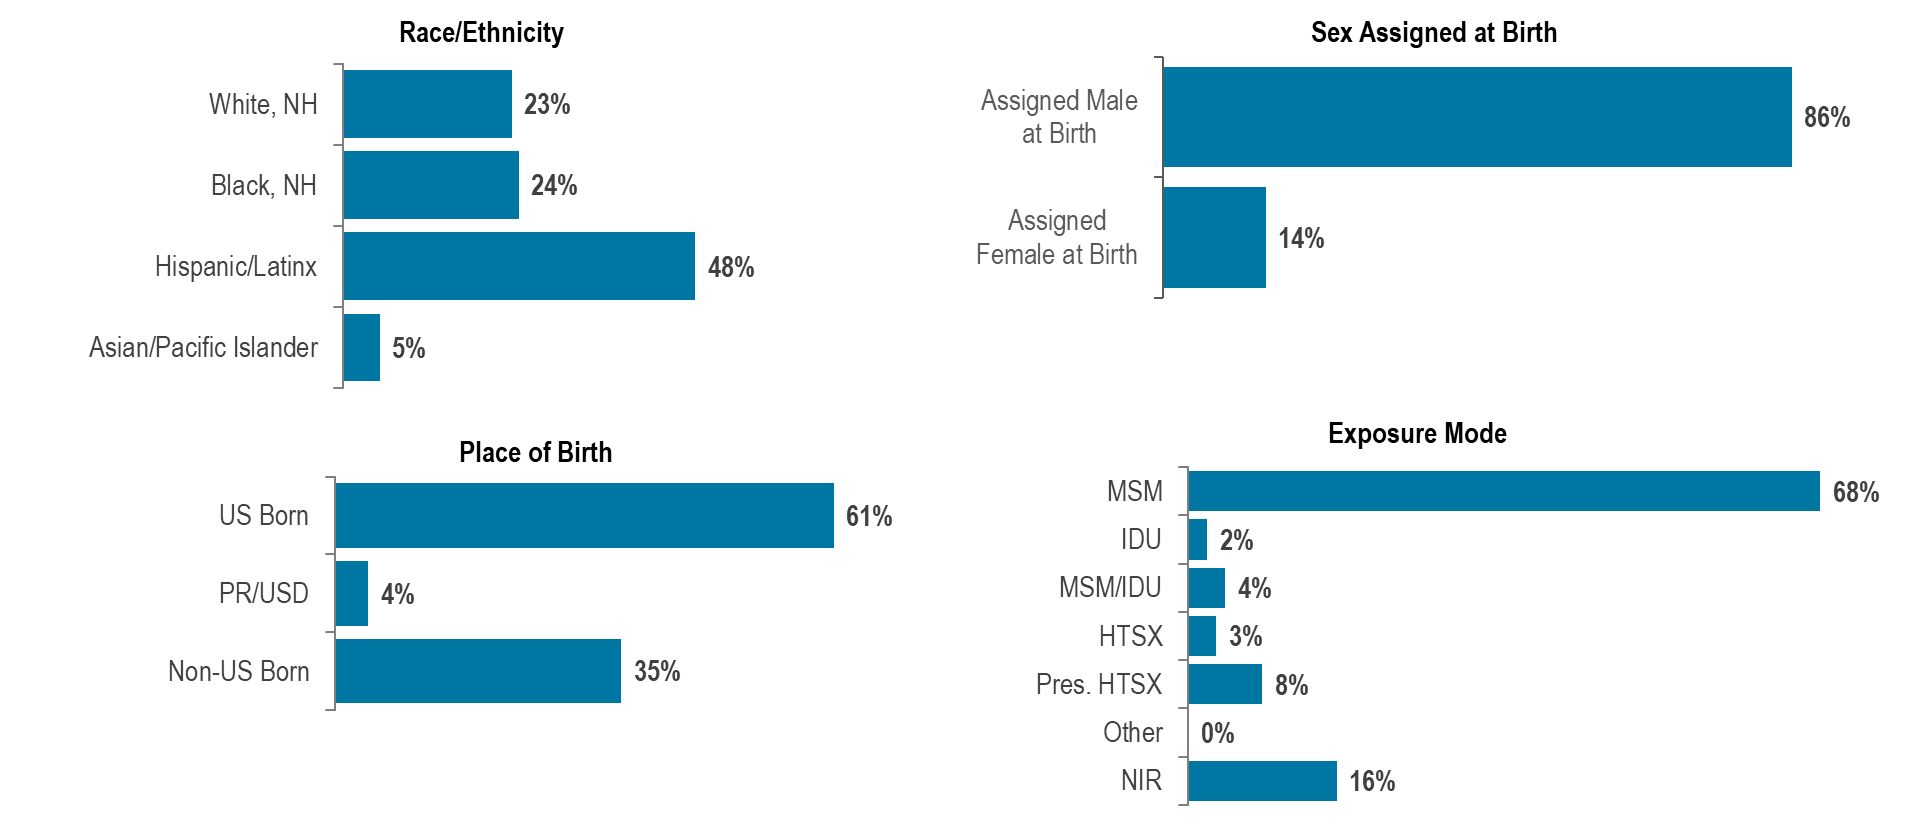 Race/Ethnicity
White, NH
23%
Black, NH
24%
Hispanic/Latinx
48%
Asian/Pacific Islander
5%
Sex Assigned at Birth
Assigned Male
at Birth
86%
Assigned
Female at Birth
14%
Place of Birth
US Born
61%
PR/USD
4%
Non-US Born
35%
Exposure Mode
MSM
68%
IDU
2%
MSM/IDU
4%
HTSX
3%
Pres. HTSX
8%
Other
0%
NIR
16%